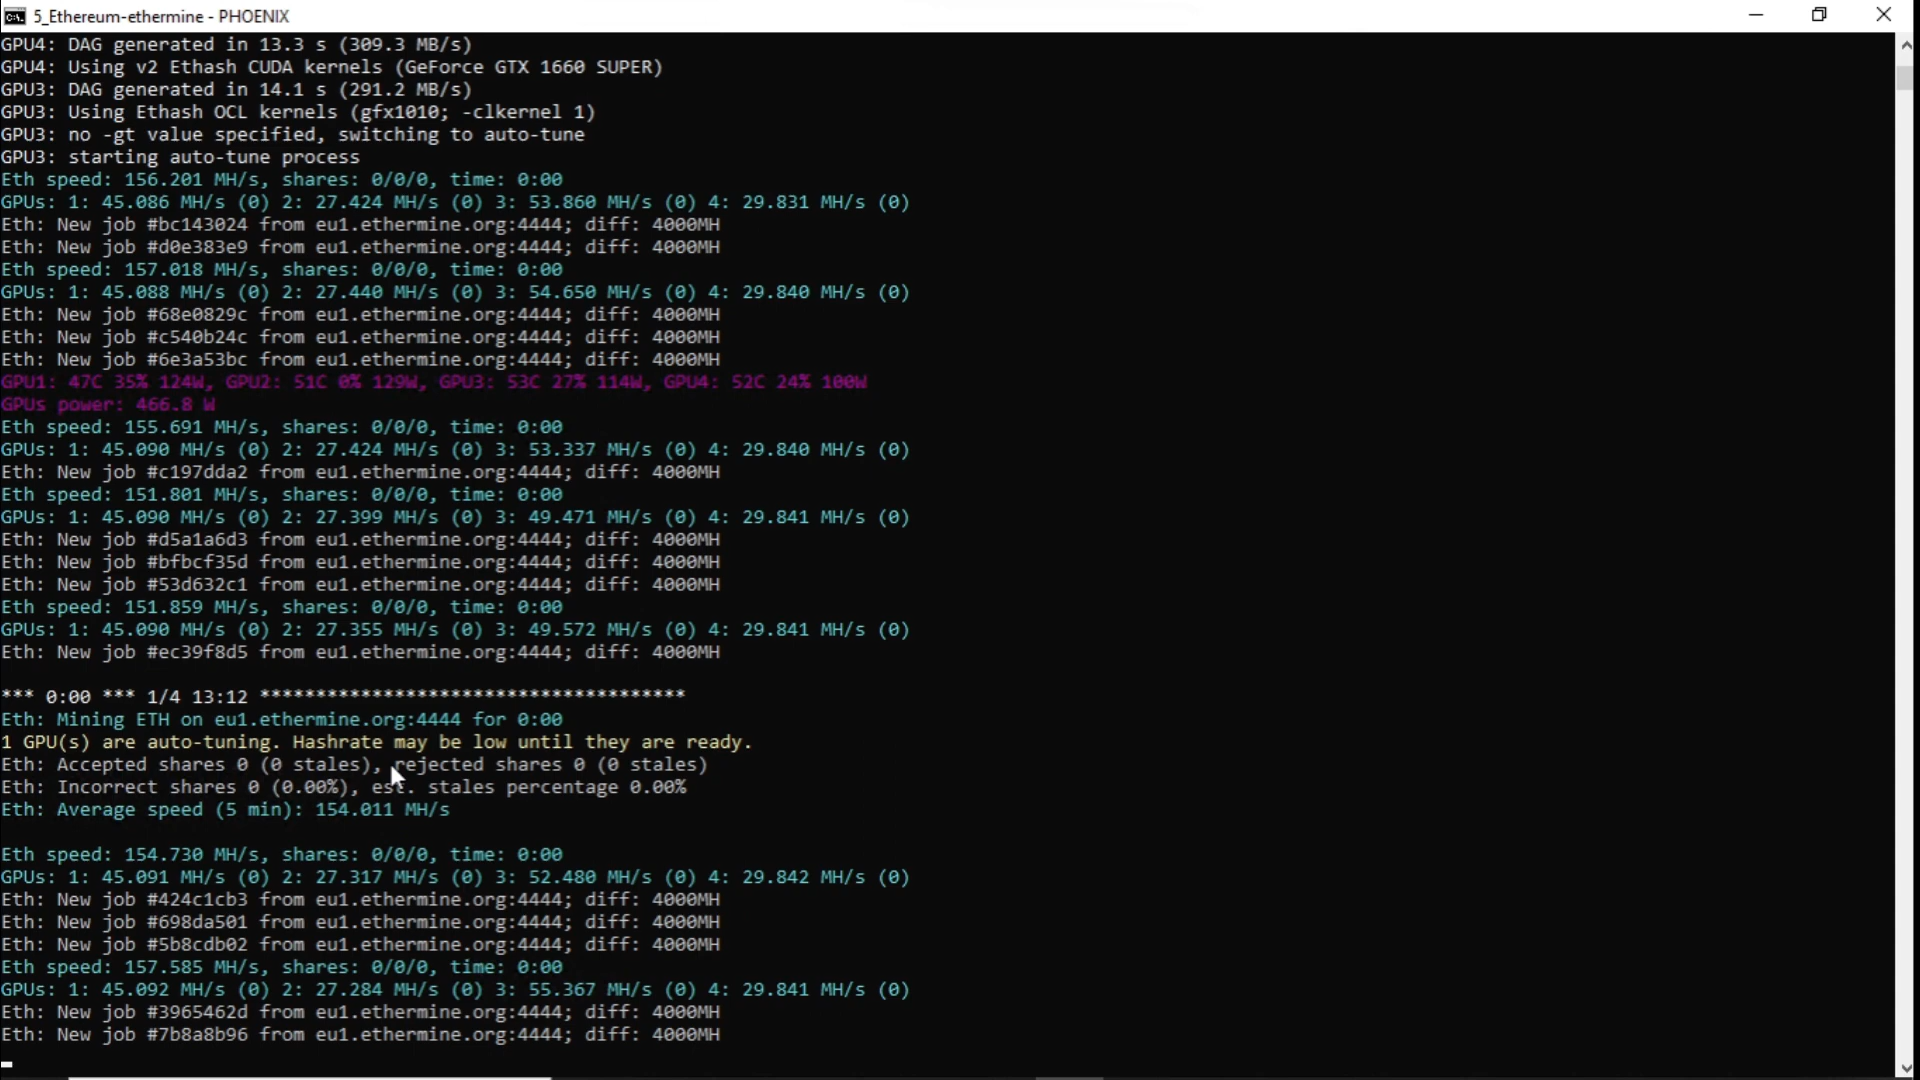 5_Ethereum-ethermine - PHOENIX
GPU4: DAG generated in 13.3 s (309.3 MB/s)
GPU4: Using v2 Ethash CUDA kernels (GeForce GTX 1660 SUPER)
GPU3: DAG generated in 14.1 s (291.2 MB/s)
GPU3: Using Ethash OCL kernels (gfx1010; -clkernel 1)
GPU3: no -gt value specified, switching to auto-tune
GPU3: starting auto-tune process
Eth speed: 156.201 MH/s, shares: 0/0/0, time: 0:00
GPUs: 1: 45.086 MH/s (0) 2: 27.424 MH/s (0) 3: 53.860 MH/s (0) 4: 29.831 MH/s (0)
Eth: New job #bc143024 from eu1.ethermine.org:4444; diff: 4000MH
Eth: New job #d0e383e9 from eu1.ethermine.org:4444; diff: 4000MH
Eth speed: 157.018 MH/s, shares: 0/0/0, time: 0:00
GPUs: 1: 45.088 MH/s (0) 2: 27.440 MH/s (0) 3: 54.650 MH/s (0) 4: 29.840 MH/s (0)
Eth: New job #68e0829c from eu1.ethermine.org:4444; diff: 4000MH
Eth: New job #c540b24c from eu1.ethermine.org:4444; diff: 4000MH
Eth: New job #6e3a53bc from eu1.ethermine.org:4444; diff: 4000MH
GPU1: 47C 35% 124W, GPU2: 51C 0% 129W, GPU3: 53C 27% 114W, GPU4: 52C 24% 100W
GPUs power: 466.8 W
Eth speed: 155.691 MH/s, shares: 0/0/0, time: 0:00
GPUs: 1: 45.090 MH/s (0) 2: 27.424 MH/s (0) 3: 53.337 MH/s (0) 4: 29.840 MH/s (0)
Eth: New job #c197dda2 from eu1.ethermine.org:4444; diff: 4000MH
Eth speed: 151.801 MH/s, shares: 0/0/0, time: 0:00
GPUs: 1: 45.090 MH/s (0) 2: 27.399 MH/s (0) 3: 49.471 MH/s (0) 4: 29.841 MH/s (0)
Eth: New job #d5a1a6d3 from eu1.ethermine.org:4444; diff: 4000MH
Eth: New job #bfbcf35d from eu1.ethermine.org:4444; diff: 4000MH
Eth: New job #53d632c1 from eu1.ethermine.org:4444; diff: 4000MH
Eth speed: 151.859 MH/s, shares: 0/0/0, time: 0:00
GPUs: 1: 45.090 MH/s (0) 2: 27.355 MH/s (0) 3: 49.572 MH/s (0) 4: 29.841 MH/s (0)
Eth: New job #ec39f8d5 from eu1.ethermine.org:4444; diff: 4000MH
*** 0:00 *** 1/4 13:12 **************************************
Eth: Mining ETH on eu1.ethermine.org:4444 for 0:00
1 GPU(s) are auto-tuning. Hashrate may be low until they are ready.
Eth: Accepted shares 0 (0 stales), rejected shares 0 (0 stales)
Eth: Incorrect shares 0 (0.00%), est. stales percentage 0.00%
Eth: Average speed (5 min): 154.011 MH/s
Eth speed: 154.730 MH/s, shares: 0/0/0, time: 0:00
GPUs: 1: 45.091 MH/s (0) 2: 27.317 MH/s (0) 3: 52.480 MH/s (0) 4: 29.842 MH/s (0)
Eth: New job #424c1cb3 from eu1.ethermine.org:4444; diff: 4000MH
Eth: New job #698da501 from eu1.ethermine.org:4444; diff: 4000MH
Eth: New job #5b8cdb02 from eu1.ethermine.org:4444; diff: 4000MH
Eth speed: 157.585 MH/s, shares: 0/0/0, time: 0:00
GPUs: 1: 45.092 MH/s (0) 2: 27.284 MH/s (0) 3: 55.367 MH/s (0) 4: 29.841 MH/s (0)
Eth: New job #3965462d from eu1.ethermine.org:4444; diff: 4000MH
Eth: New job #7b8a8b96 from eu1.ethermine.org:4444; diff: 4000MH